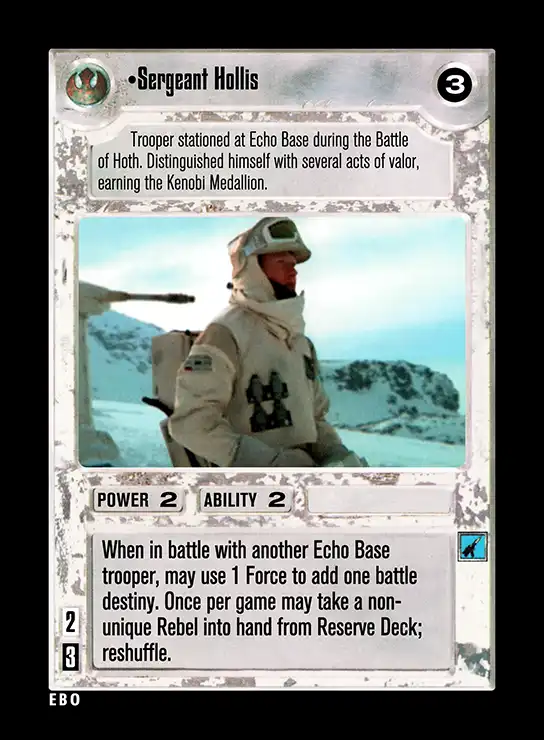 •Sergeant Hollis
3
Trooper stationed at Echo Base during the Battle
of Hoth. Distinguished himself with several acts of valor,
earning the Kenobi Medallion.
POWER 2
ABILITY 2
When in battle with another Echo Base
trooper, may use 1 Force to add one battle
destiny. Once per game may take a non-
unique Rebel into hand from Reserve Deck;
reshuffle.
2
3
EBO